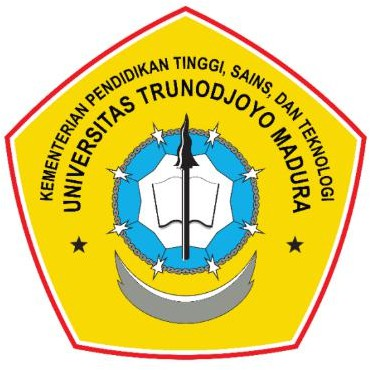 KEMENTERIAN PENDIDIKAN TINGGI, SAINS, DAN TEKNOLOGI
UNIVERSITAS TRUNODJOYO MADURA